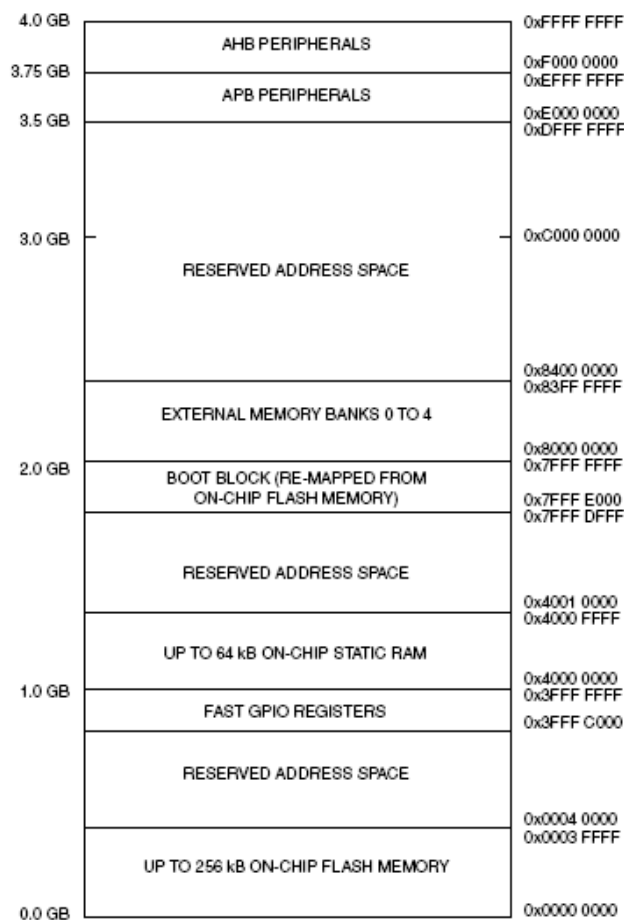 4.0 GB
0xFFFF FFFF
AHB PERIPHERALS
0xF000 0000
3.75 GB
0xEFFF FFFF
APB PERIPHERALS
0xE000 0000
3.5 GB
0xDFFF FFFF
3.0 GB
0xC000 0000
RESERVED ADDRESS SPACE
0x8400 0000
0x83FF FFFF
EXTERNAL MEMORY BANKS 0 TO 4
0x8000 0000
2.0 GB
0x7FFF FFFF
BOOT BLOCK (RE-MAPPED FROM
ON-CHIP FLASH MEMORY)
0x7FFF E000
0x7FFF DFFF
RESERVED ADDRESS SPACE
0x4001 0000
0x4000 FFFF
UP TO 64 kB ON-CHIP STATIC RAM
0x4000 0000
1.0 GB
0x3FFF FFFF
FAST GPIO REGISTERS
0x3FFF C000
RESERVED ADDRESS SPACE
0x0004 0000
0x0003 FFFF
UP TO 256 kB ON-CHIP FLASH MEMORY
0.0 GB
0x0000 0000